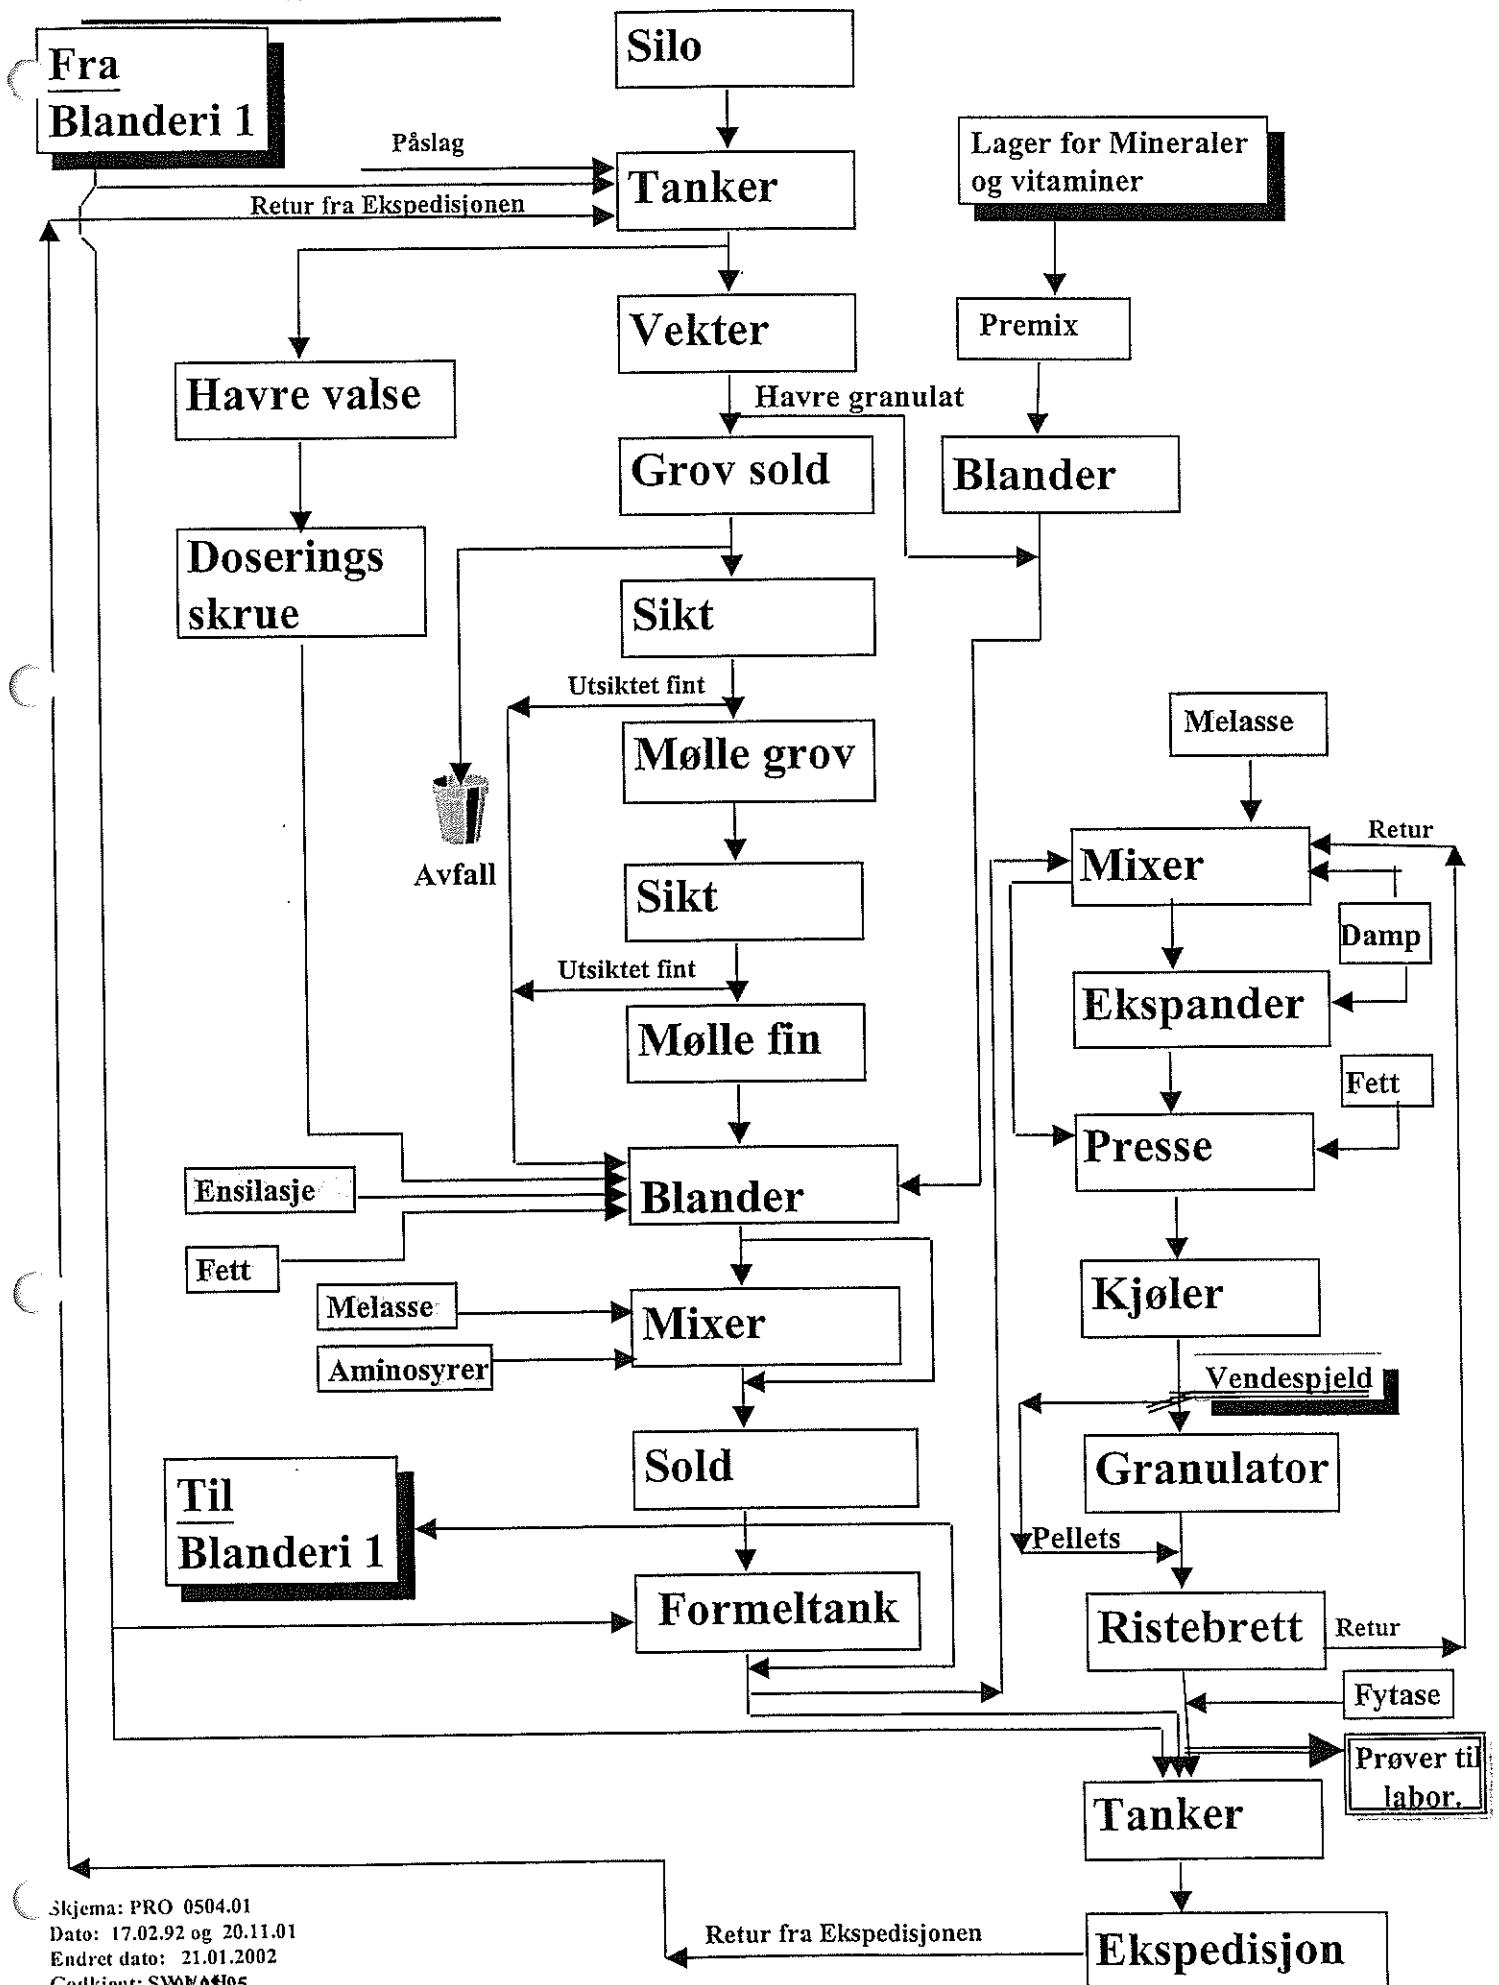 Fra
Blanderi 1
Silo
Påslag
Lager for Mineraler
og vitaminer
Tanker
Retur fra Ekspedisjonen
Vekter
Premix
Havre valse
Havre granulat
Grov sold
Blander
Doserings
skrue
Sikt
Utsiktet fint
Melasse
Mølle grov
Avfall
Retur
Mixer
Sikt
Damp
Utsiktet fint
Ekspander
Mølle fin
Fett
Presse
Ensilasje
Blander
Fett
Kjøler
Melasse
Mixer
Aminosyrer
Vendespjeld
Sold
Granulator
Til
Blanderi 1
Pellets
Formeltank
Ristebrett
Retur
Fytase
Prøver til
labor.
Tanker
Skjema: PRO 0504.01
Dato: 17.02.92 og 20.11.01
Endret dato: 21.01.2002
Godkjent:
Retur fra Ekspedisjonen
Ekspedisjon